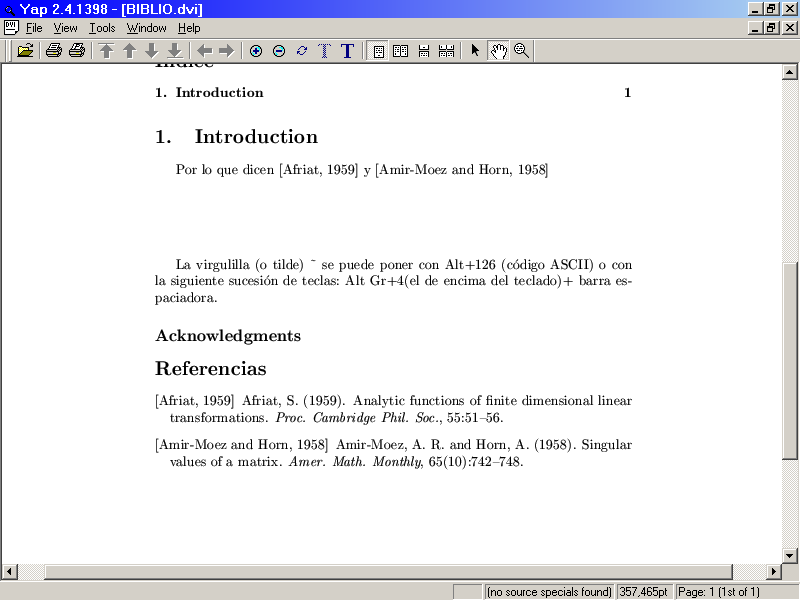 Yap 2.4.1398 - [BIBLIO.dvi]
File View Tools Window Help
Indice
1. Introduction 1
1. Introduction
Por lo que dicen [Afriat, 1959] y [Amir-Moez and Horn, 1958]
La virgulilla (o tilde) ~ se puede poner con Alt+126 (código ASCII) o con
la siguiente sucesión de teclas: Alt Gr+4(el de encima del teclado)+ barra es-
paciadora.
Acknowledgments
Referencias
[Afriat, 1959] Afriat, S. (1959). Analytic functions of finite dimensional linear
transformations. Proc. Cambridge Phil. Soc., 55:51–56.
[Amir-Moez and Horn, 1958] Amir-Moez, A. R. and Horn, A. (1958). Singular
values of a matrix. Amer. Math. Monthly, 65(10):742–748.
(no source specials found) 357,465pt Page: 1 (1st of 1)